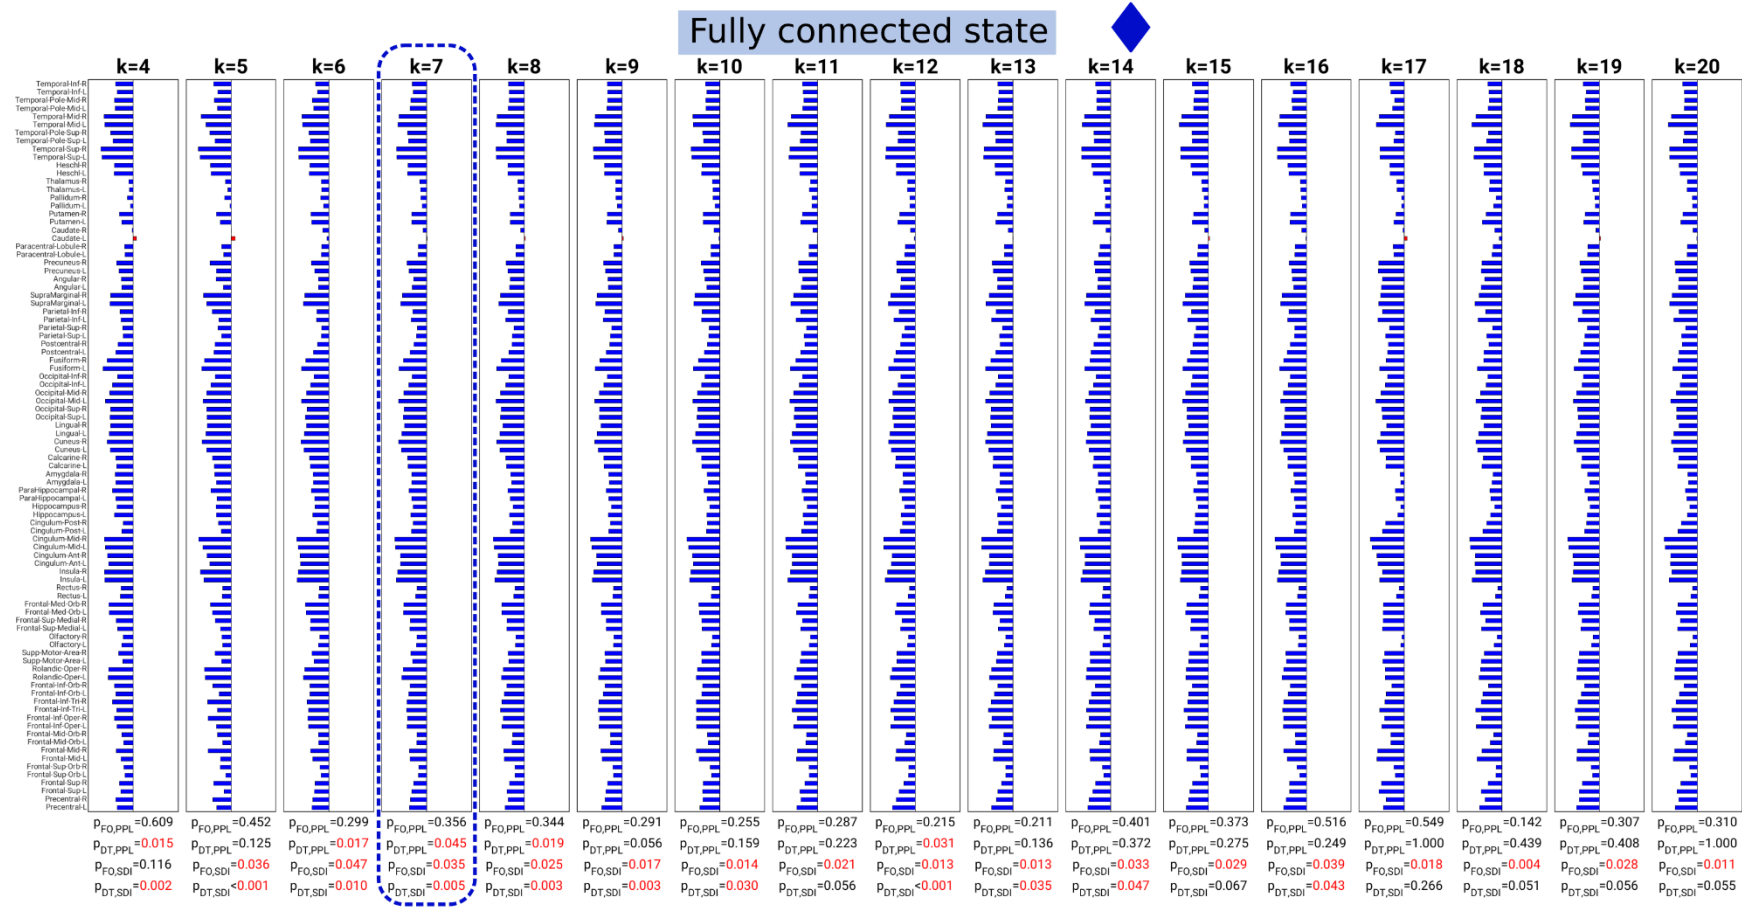 Fully connected state
k=4 k=5 k=6 k=7 k=8 k=9 k=10 k=11 k=12 k=13 k=14 k=15 k=16 k=17 k=18 k=19 k=20
Temporal-Inf-R
Temporal-Inf-L
Temporal-Pole-Mid-R
Temporal-Pole-Mid-L
Temporal-Mid-R
Temporal-Mid-L
Temporal-Pole-Sup-R
Temporal-Pole-Sup-L
Temporal-Sup-R
Temporal-Sup-L
Heschl-R
Heschl-L
Thalamus-R
Thalamus-L
Pallidum-R
Pallidum-L
Putamen-R
Putamen-L
Caudate-R
Caudate-L
Paracentral-Lobule-R
Paracentral-Lobule-L
Precuneus-R
Precuneus-L
Angular-R
Angular-L
SupraMarginal-R
SupraMarginal-L
Parietal-Inf-R
Parietal-Inf-L
Parietal-Sup-R
Parietal-Sup-L
Postcentral-R
Postcentral-L
Fusiform-R
Fusiform-L
Occipital-Inf-R
Occipital-Inf-L
Occipital-Mid-R
Occipital-Mid-L
Occipital-Sup-R
Occipital-Sup-L
Lingual-R
Lingual-L
Cuneus-R
Cuneus-L
Calcarine-R
Calcarine-L
Amygdala-R
Amygdala-L
ParaHippocampal-R
ParaHippocampal-L
Hippocampus-R
Hippocampus-L
Cingulum-Post-R
Cingulum-Post-L
Cingulum-Mid-R
Cingulum-Mid-L
Cingulum-Ant-R
Cingulum-Ant-L
Insula-R
Insula-L
Rectus-R
Rectus-L
Frontal-Med-Orb-R
Frontal-Med-Orb-L
Frontal-Sup-Medial-R
Frontal-Sup-Medial-L
Olfactory-R
Olfactory-L
Supp-Motor-Area-R
Supp-Motor-Area-L
Rolandic-Oper-R
Rolandic-Oper-L
Frontal-Inf-Orb-R
Frontal-Inf-Orb-L
Frontal-Inf-Tri-R
Frontal-Inf-Tri-L
Frontal-Inf-Oper-R
Frontal-Inf-Oper-L
Frontal-Mid-Orb-R
Frontal-Mid-Orb-L
Frontal-Mid-R
Frontal-Mid-L
Frontal-Sup-Orb-R
Frontal-Sup-Orb-L
Frontal-Sup-R
Frontal-Sup-L
Precentral-R
Precentral-L
pFO,PPL=0.609 pFO,PPL=0.452 pFO,PPL=0.299 pFO,PPL=0.356 pFO,PPL=0.344 pFO,PPL=0.291 pFO,PPL=0.255 pFO,PPL=0.287 pFO,PPL=0.215 pFO,PPL=0.211 pFO,PPL=0.401 pFO,PPL=0.373 pFO,PPL=0.516 pFO,PPL=0.549 pFO,PPL=0.142 pFO,PPL=0.307 pFO,PPL=0.310
pDT,PPL=0.015 pDT,PPL=0.125 pDT,PPL=0.017 pDT,PPL=0.045 pDT,PPL=0.019 pDT,PPL=0.056 pDT,PPL=0.159 pDT,PPL=0.223 pDT,PPL=0.031 pDT,PPL=0.136 pDT,PPL=0.372 pDT,PPL=0.275 pDT,PPL=0.249 pDT,PPL=1.000 pDT,PPL=0.439 pDT,PPL=0.408 pDT,PPL=1.000
pFO,SDI=0.116 pFO,SDI=0.036 pFO,SDI=0.047 pFO,SDI=0.035 pFO,SDI=0.025 pFO,SDI=0.017 pFO,SDI=0.014 pFO,SDI=0.021 pFO,SDI=0.013 pFO,SDI=0.013 pFO,SDI=0.033 pFO,SDI=0.029 pFO,SDI=0.039 pFO,SDI=0.018 pFO,SDI=0.004 pFO,SDI=0.028 pFO,SDI=0.011
pDT,SDI=0.002 pDT,SDI<0.001 pDT,SDI=0.010 pDT,SDI=0.005 pDT,SDI=0.003 pDT,SDI=0.003 pDT,SDI=0.030 pDT,SDI=0.056 pDT,SDI<0.001 pDT,SDI=0.035 pDT,SDI=0.047 pDT,SDI=0.067 pDT,SDI=0.043 pDT,SDI=0.266 pDT,SDI=0.051 pDT,SDI=0.056 pDT,SDI=0.055